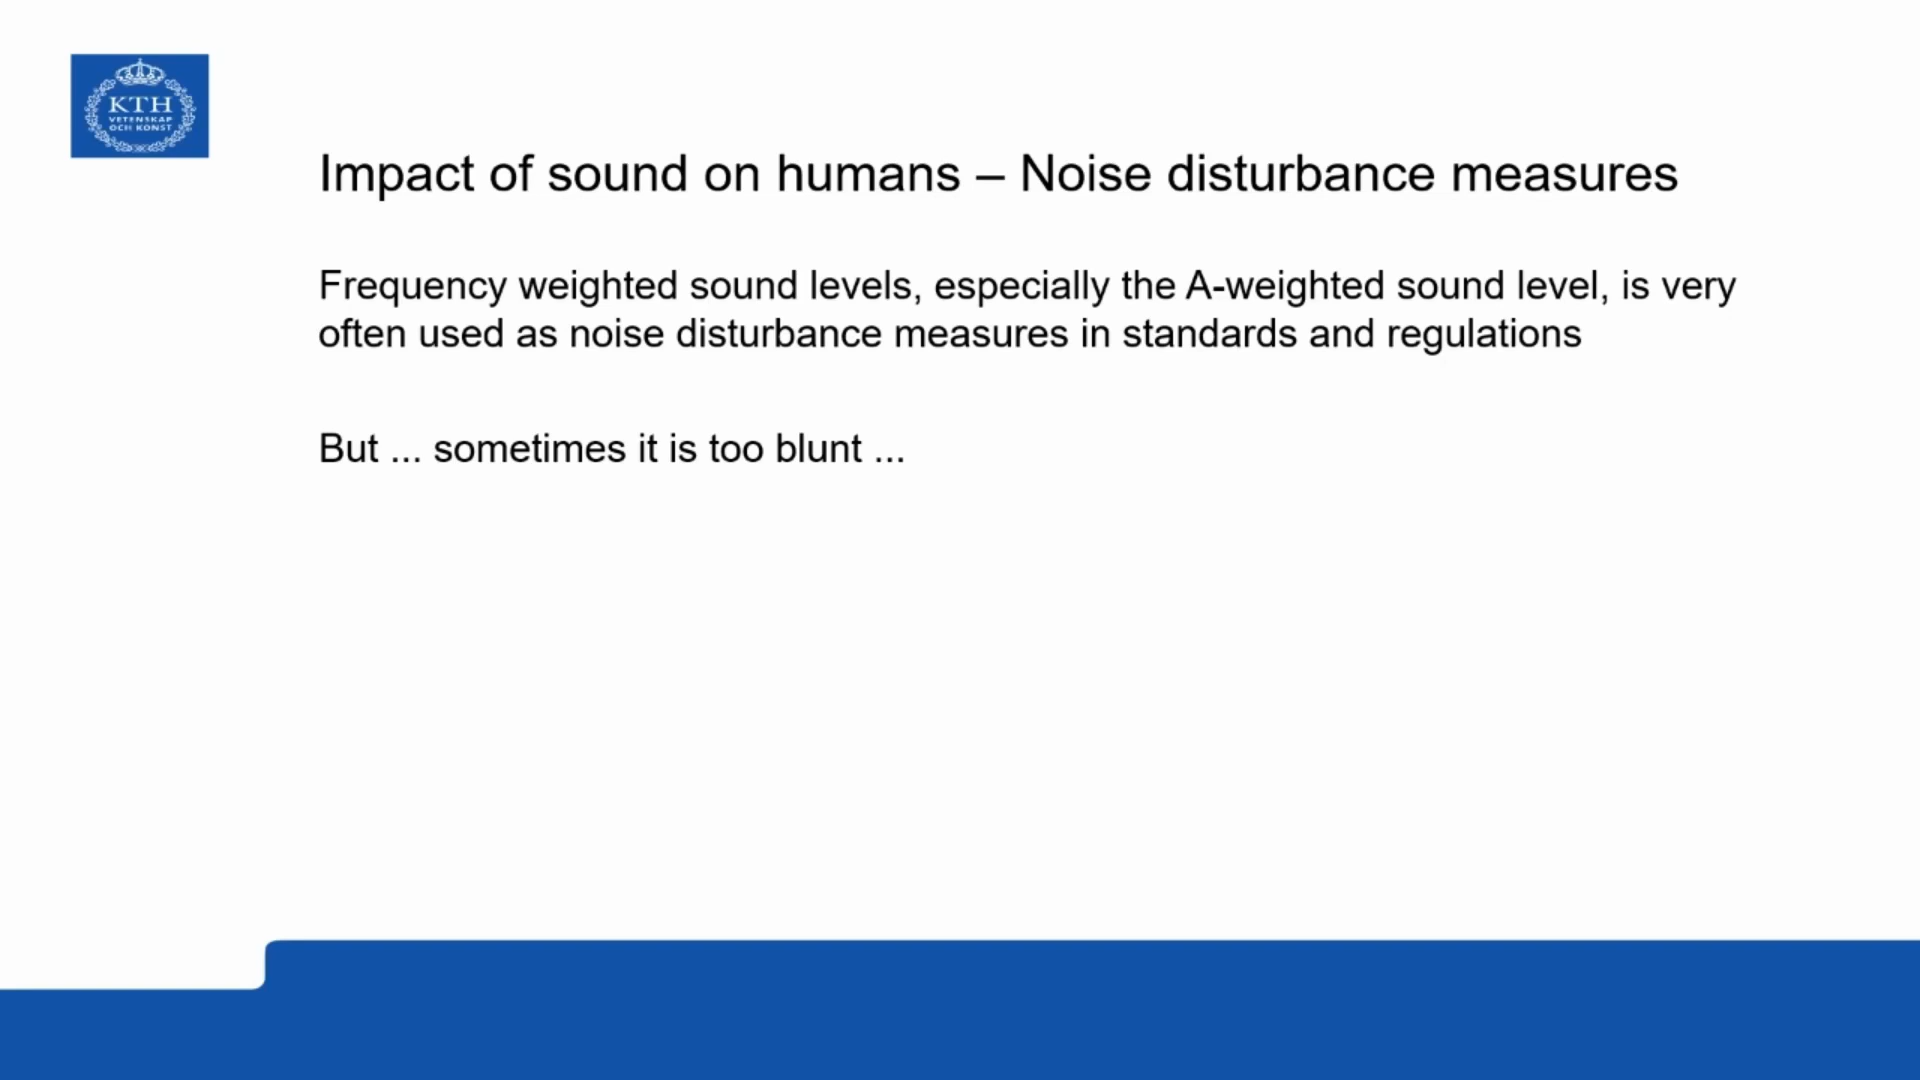 KTH
VETENSKAP
OCH KONST
Impact of sound on humans – Noise disturbance measures
Frequency weighted sound levels, especially the A-weighted sound level, is very
often used as noise disturbance measures in standards and regulations
But ... sometimes it is too blunt ...